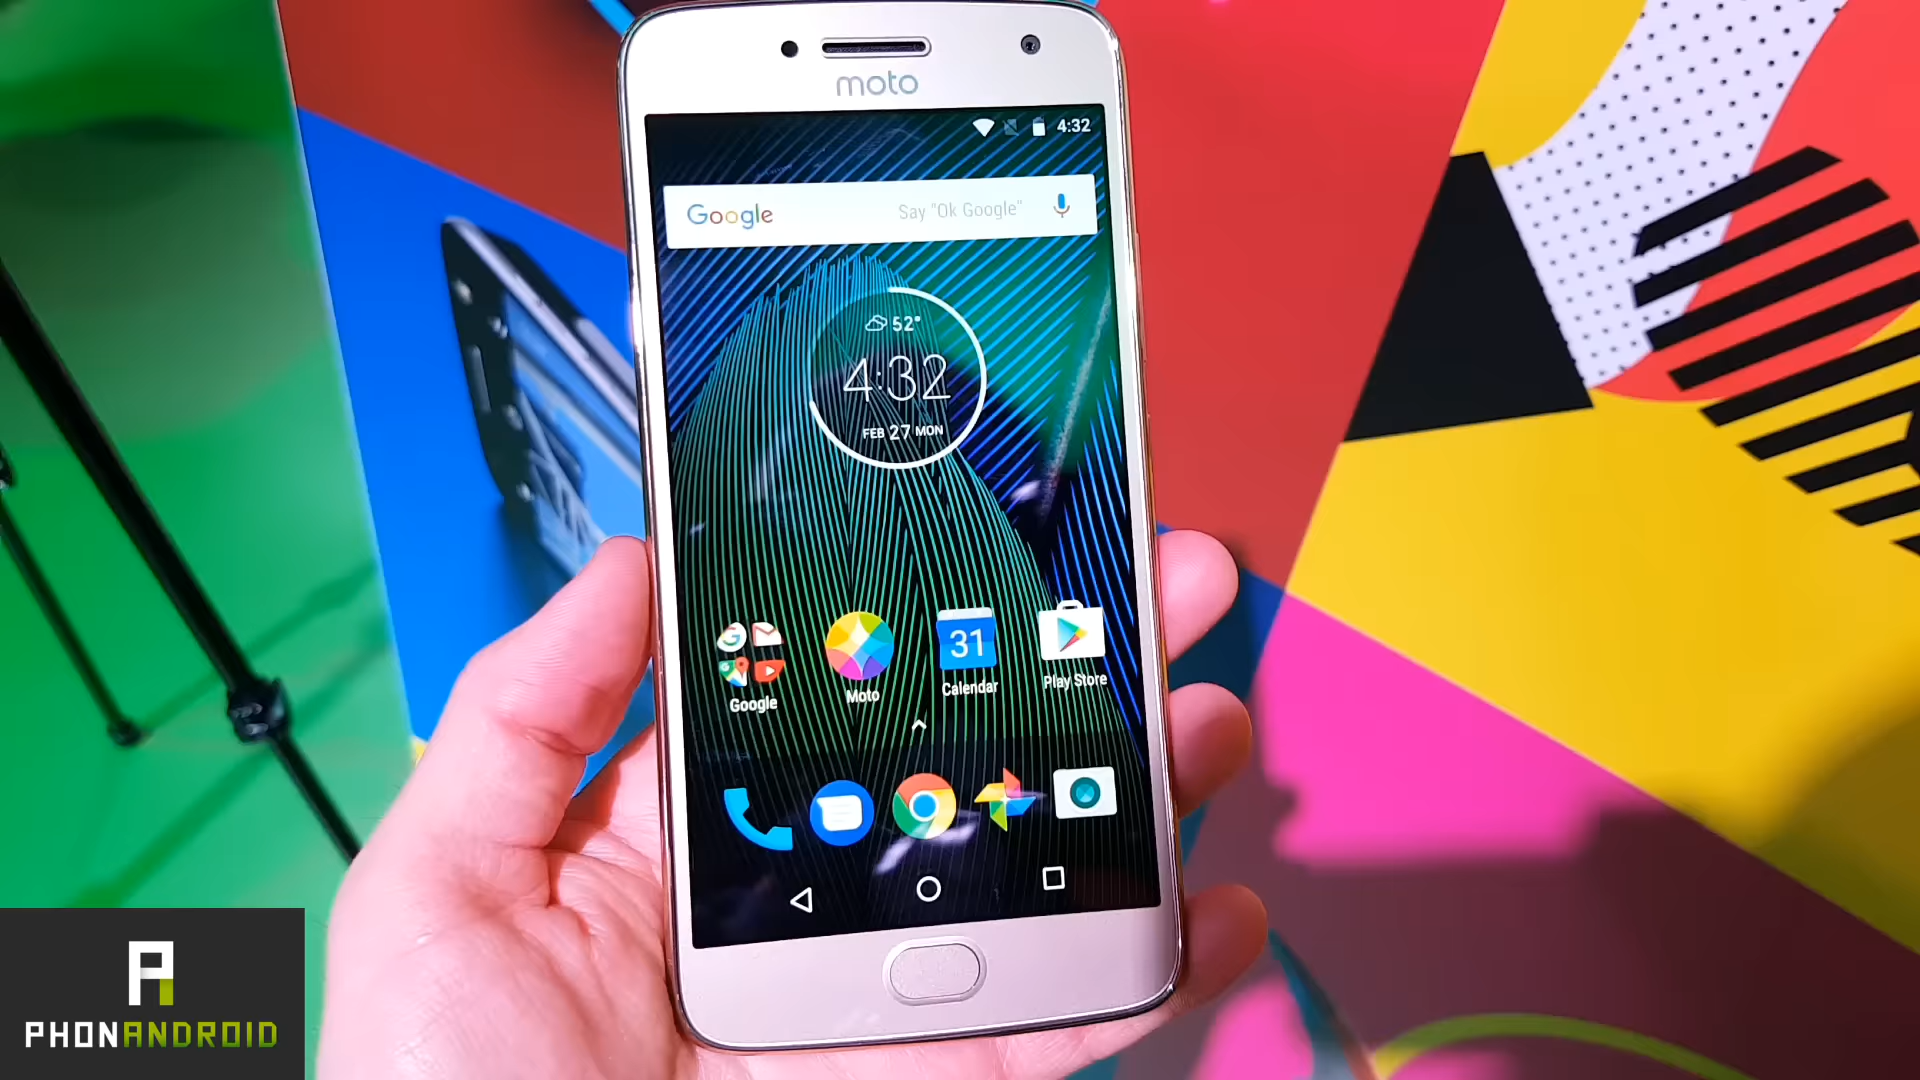 moto
4:32
Google Say "Ok Google"
52°
4:32
FEB 27 MON
31
Google
Moto
Calendar
Play Store
PHONANDROID